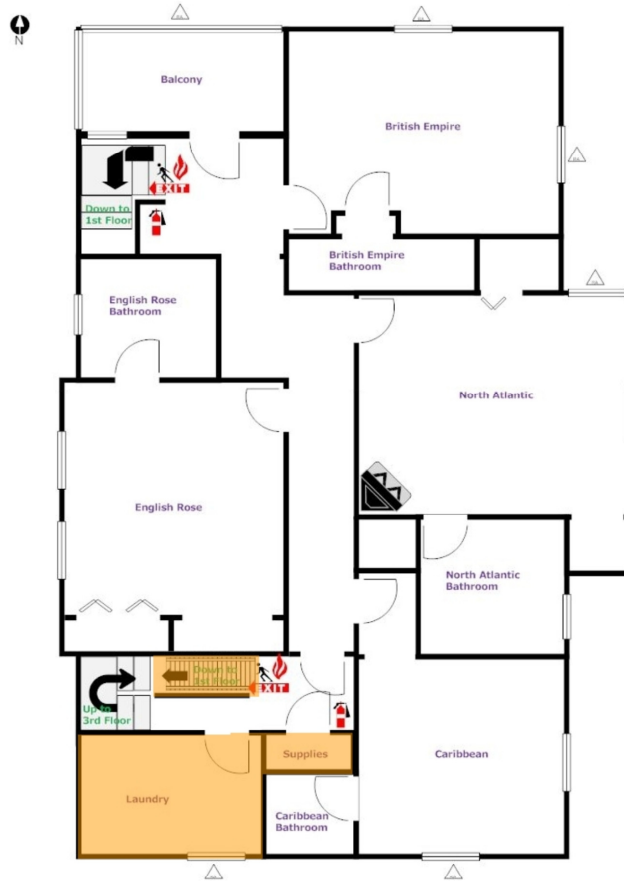 N
Balcony
British Empire
EXIT
Down to
1st Floor
British Empire
Bathroom
English Rose
Bathroom
North Atlantic
English Rose
North Atlantic
Bathroom
Down to
1st Floor
EXIT
Up to
3rd Floor
Supplies
Caribbean
Laundry
Caribbean
Bathroom